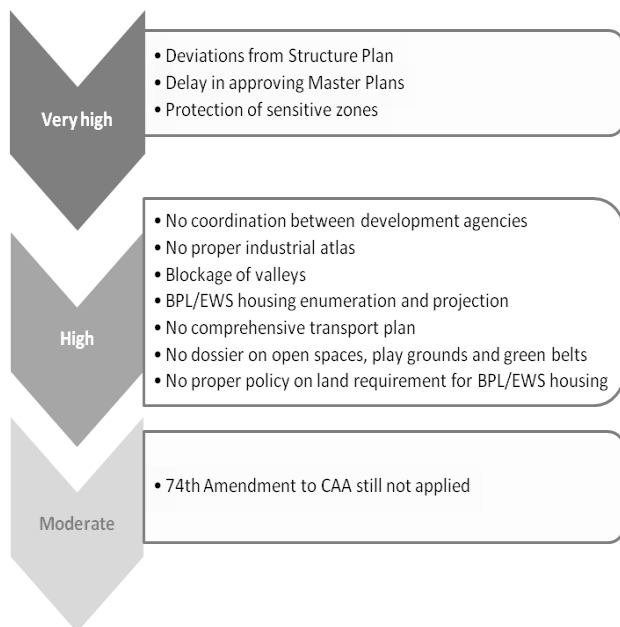 Very high
• Deviations from Structure Plan
• Delay in approving Master Plans
• Protection of sensitive zones
High
• No coordination between development agencies
• No proper industrial atlas
• Blockage of valleys
• BPL/EWS housing enumeration and projection
• No comprehensive transport plan
• No dossier on open spaces, play grounds and green belts
• No proper policy on land requirement for BPL/EWS housing
Moderate
• 74th Amendment to CAA still not applied